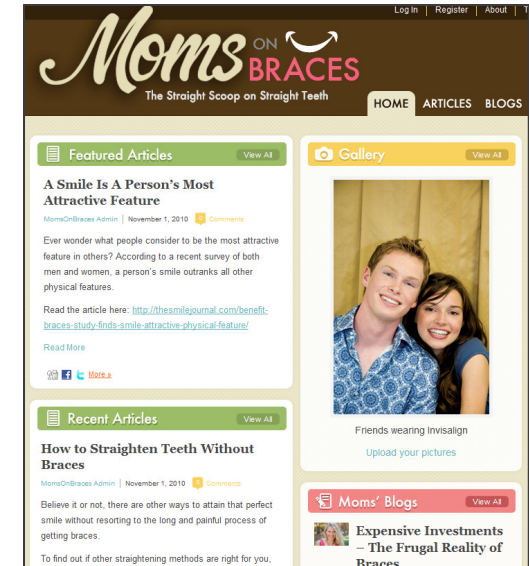 Log In | Register | About | T
Moms ON BRACES
The Straight Scoop on Straight Teeth
HOME ARTICLES BLOGS
Featured Articles
View All
A Smile Is A Person's Most
Attractive Feature
MomsOnBraces Admin | November 1, 2010
Comments
Ever wonder what people consider to be the most attractive
feature in others? According to a recent survey of both
men and women, a person's smile outranks all other
physical features.
Read the article here: http://thesmilejournal.com/benefit-
braces-study-finds-smile-attractive-physical-feature/
Read More
More »
Recent Articles
View All
How to Straighten Teeth Without
Braces
MomsOnBraces Admin | November 1, 2010
Comments
Believe it or not, there are other ways to attain that perfect
smile without resorting to the long and painful process of
getting braces.
To find out if other straightening methods are right for you,
Gallery
View All
Friends wearing Invisalign
Upload your pictures
Moms' Blogs
View All
Expensive Investments
– The Frugal Reality of
Braces